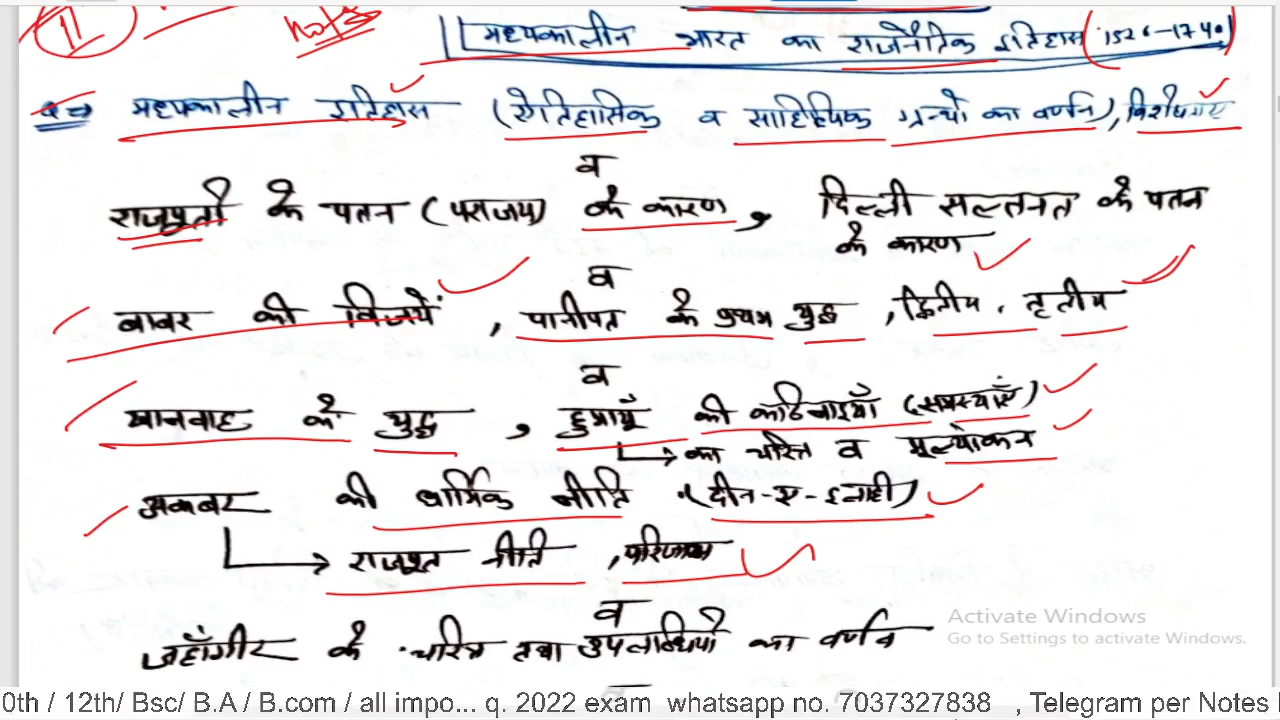 11
Notes
मध्यकालीन भारत का राजनैतिक इतिहास (1526-1740)
मध्यकालीन इतिहास (ऐतिहासिक व साहित्यिक ग्रन्थो का वर्णन), विशेषताए
व
राजपूतो के पतन (पराजय) के कारण, दिल्ली सल्तनत के पतन
के कारण
व
बाबर की विजयें, पानीपत के प्रथम युद्ध, द्वितीय, तृतीय
व
खानवाह के युद्ध, हुमायूँ की कठिनाइयाँ (समस्याएँ)
का चरित्र व मूल्यांकन
अकबर की धार्मिक नीति (दीन-ए-इलाही)
राजपूत नीति, परिणाम
व
जहाँगीर के चरित्र तथा उपलब्धियो का वर्णन
Activate Windows
Go to Settings to activate Windows.
0th / 12th/ Bsc/ B.A / B.com / all impo... q. 2022 exam whatsapp no. 7037327838 , Telegram per Notes